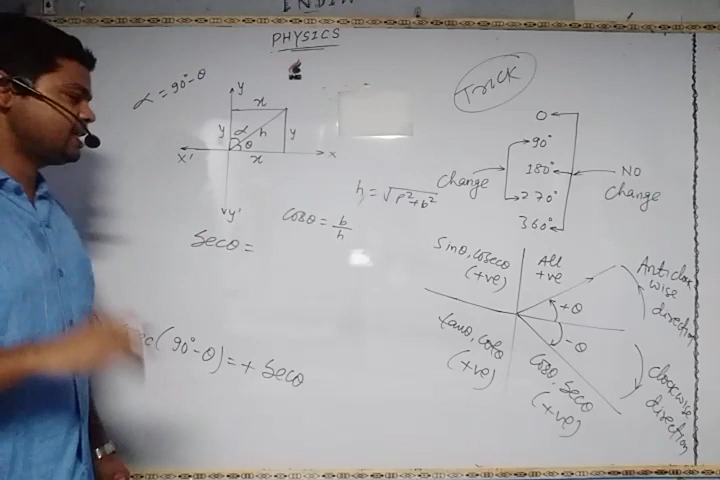 PHYSICS
α = 90° - θ
y
x
y α h y
θ
x' x x
y'
Trick
0
90°
Change 180° NO
Change
270°
360°
h = √p²+b²
cosθ = b/h
Secθ =
(90° - θ) = + Secθ
Sinθ, Cosecθ
(+ve)
All
+ve
Anticlock
wise
direction
+θ
-θ
tanθ, cotθ
(+ve)
Cosθ, Secθ
(+ve)
Clockwise
direction